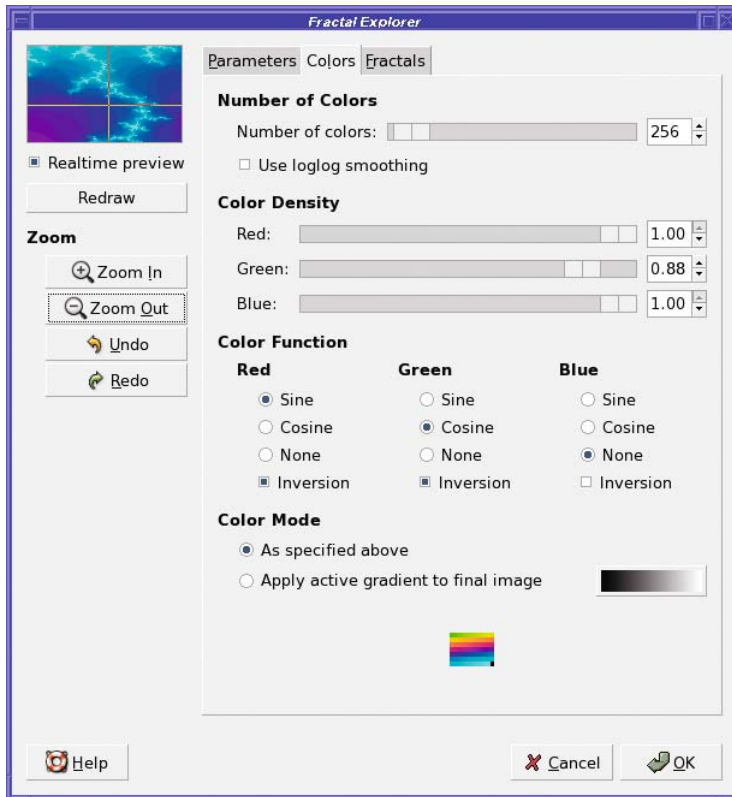 Fractal Explorer
Realtime preview
Redraw
Zoom
Zoom In
Zoom Out
Undo
Redo
Parameters Colors Fractals
Number of Colors
Number of colors: 256
Use loglog smoothing
Color Density
Red: 1.00
Green: 0.88
Blue: 1.00
Color Function
Red Green Blue
Sine Sine Sine
Cosine Cosine Cosine
None None None
Inversion Inversion Inversion
Color Mode
As specified above
Apply active gradient to final image
Help Cancel OK